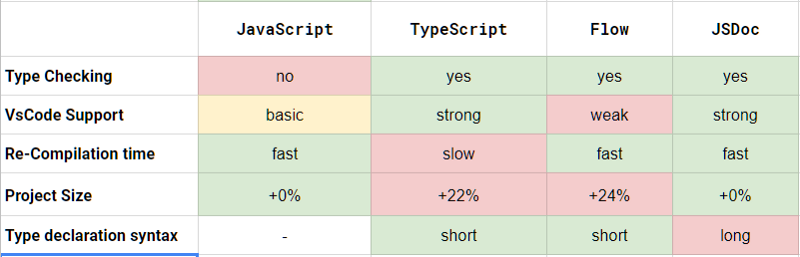 JavaScript TypeScript Flow JSDoc
Type Checking no yes yes yes
VsCode Support basic strong weak strong
Re-Compilation time fast slow fast fast
Project Size +0% +22% +24% +0%
Type declaration syntax - short short long